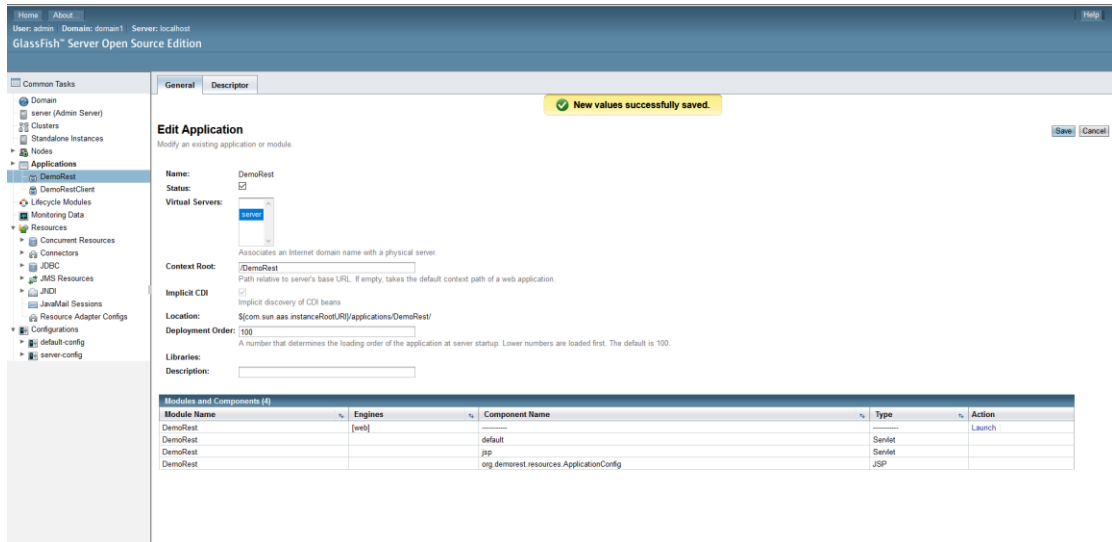 Home About...
Help
User: admin Domain: domain1 Server: localhost
GlassFish™ Server Open Source Edition
Common Tasks
Domain
server (Admin Server)
Clusters
Standalone Instances
Nodes
Applications
DemoRest
DemoRestClient
Lifecycle Modules
Monitoring Data
Resources
Concurrent Resources
Connectors
JDBC
JMS Resources
JNDI
JavaMail Sessions
Resource Adapter Configs
Configurations
default-config
server-config
General Descriptor
New values successfully saved.
Edit Application
Save Cancel
Modify an existing application or module.
Name: DemoRest
Status:
Virtual Servers:
server
Associates an Internet domain name with a physical server.
Context Root: /DemoRest
Path relative to server's base URL. If empty, takes the default context path of a web application.
Implicit CDI
Implicit discovery of CDI beans
Location: ${com.sun.aas.instanceRootURI}/applications/DemoRest/
Deployment Order: 100
A number that determines the loading order of the application at server startup. Lower numbers are loaded first. The default is 100.
Libraries:
Description:
Modules and Components (4)
Module Name Engines Component Name Type Action
DemoRest [web] ---------- ---------- Launch
DemoRest default Servlet
DemoRest jsp Servlet
DemoRest org.demorest.resources.ApplicationConfig JSP